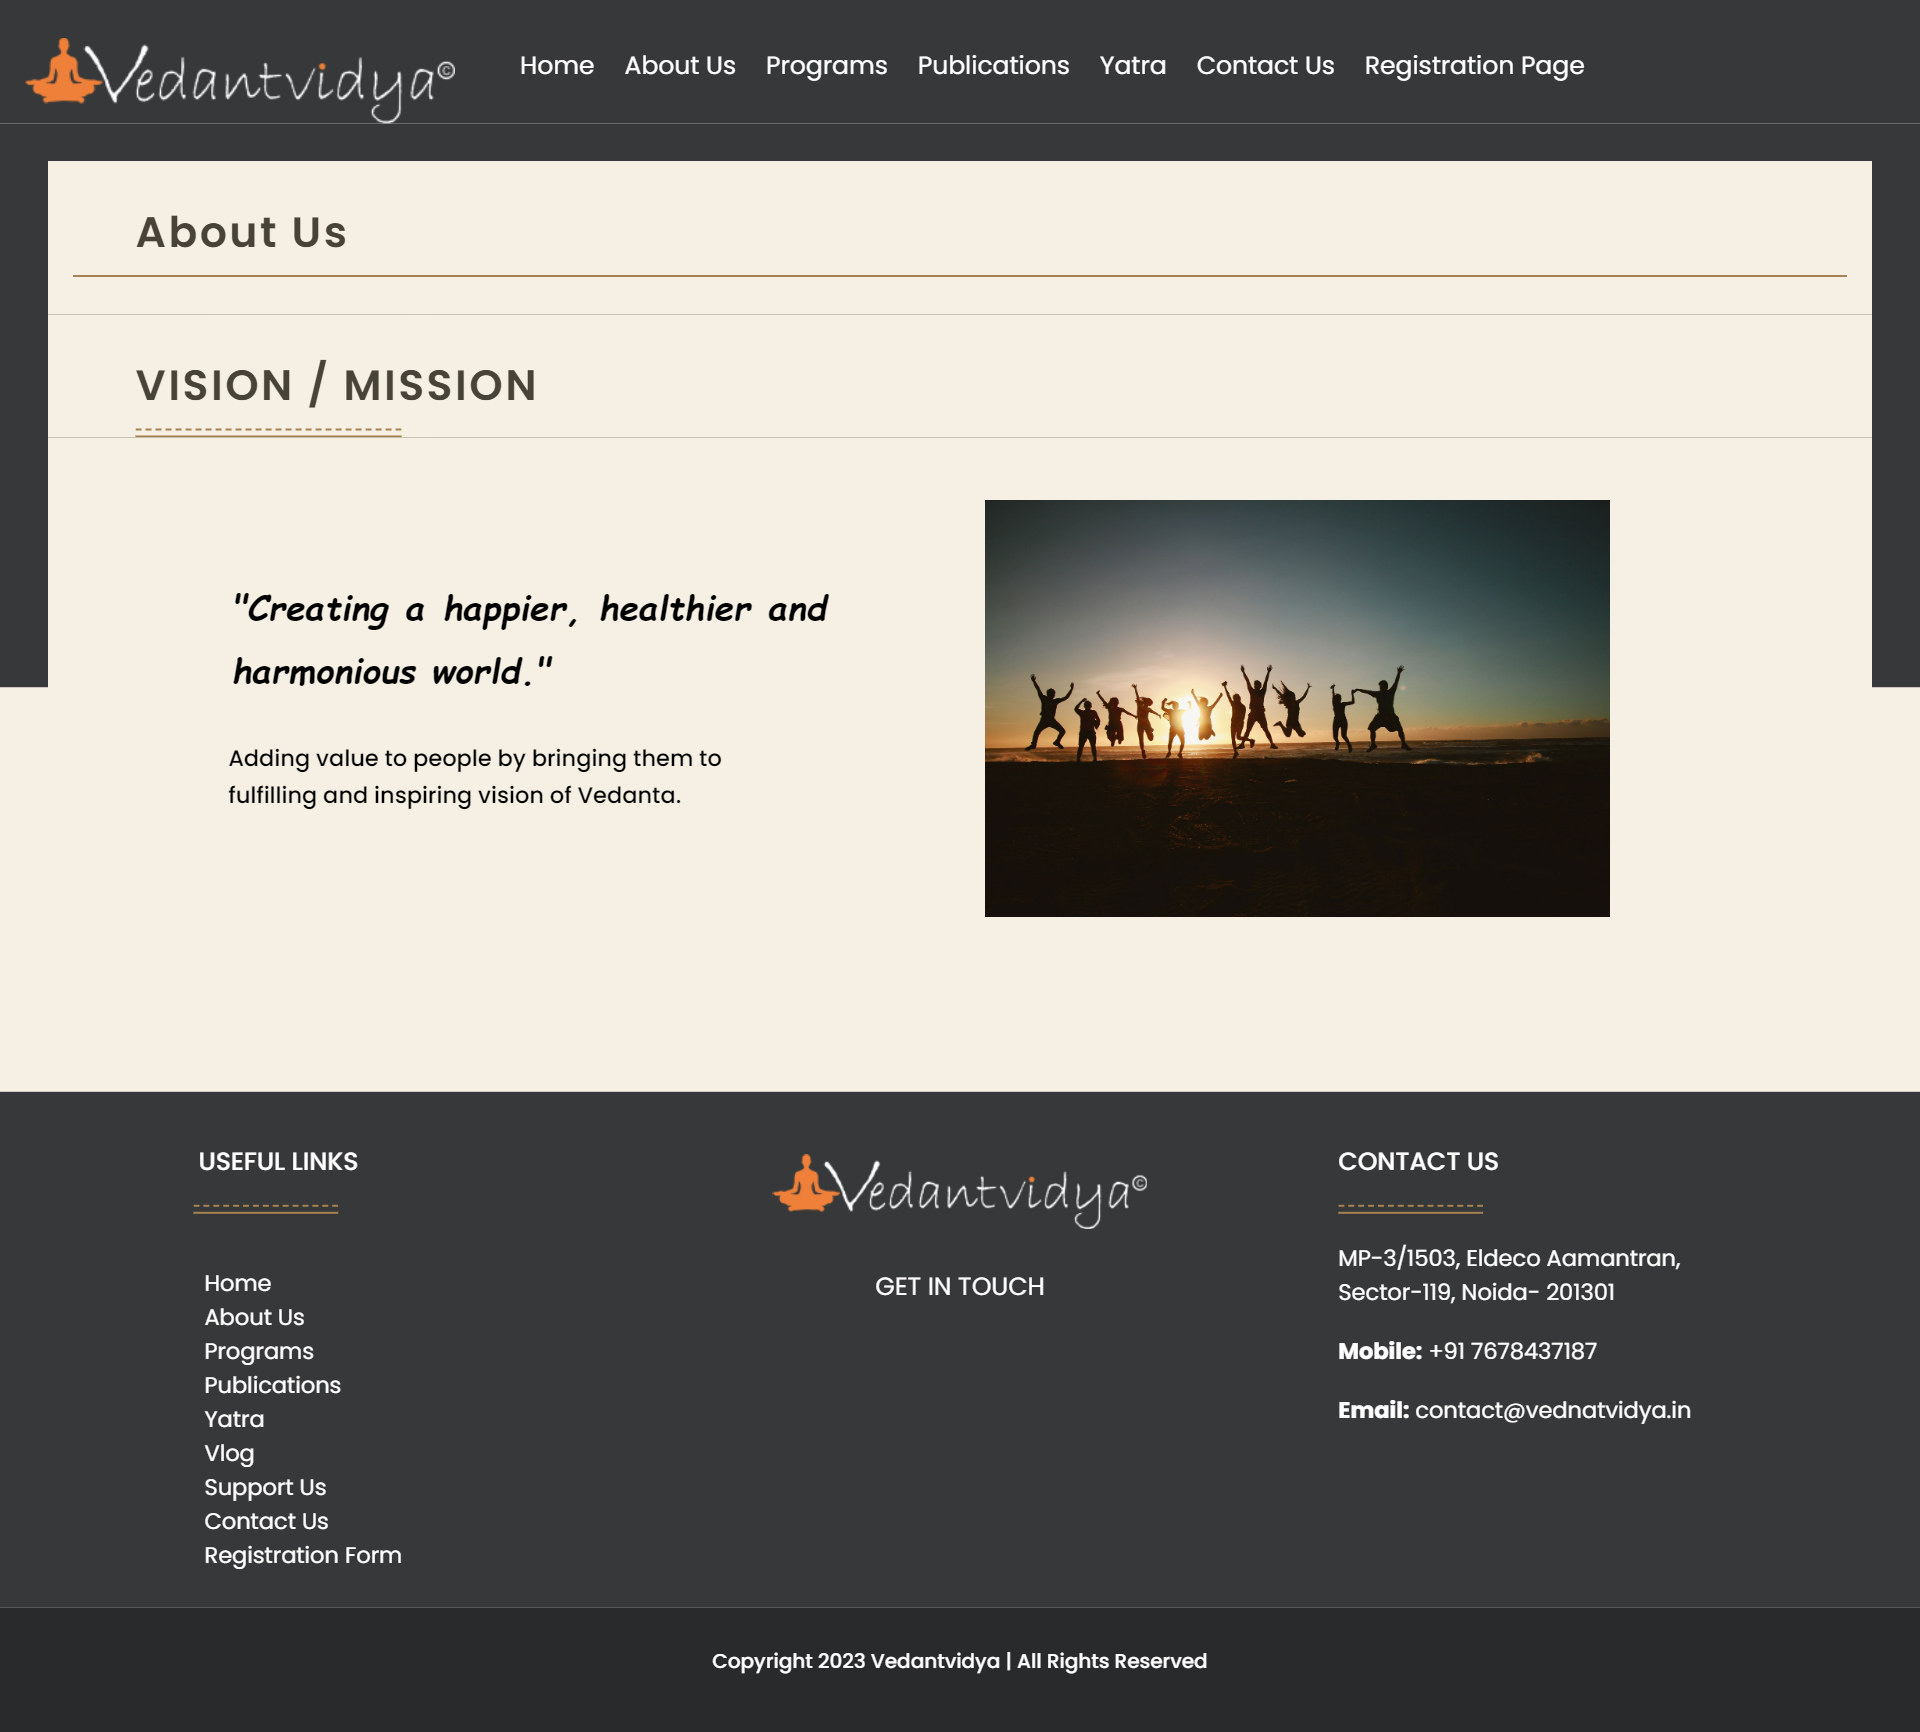 Vedantvidya©
Home About Us Programs Publications Yatra Contact Us Registration Page
About Us
VISION / MISSION
"Creating a happier, healthier and
harmonious world."
Adding value to people by bringing them to
fulfilling and inspiring vision of Vedanta.
USEFUL LINKS
Home
About Us
Programs
Publications
Yatra
Vlog
Support Us
Contact Us
Registration Form
Vedantvidya©
GET IN TOUCH
CONTACT US
MP-3/1503, Eldeco Aamantran,
Sector-119, Noida- 201301
Mobile: +91 7678437187
Email: contact@vednatvidya.in
Copyright 2023 Vedantvidya | All Rights Reserved